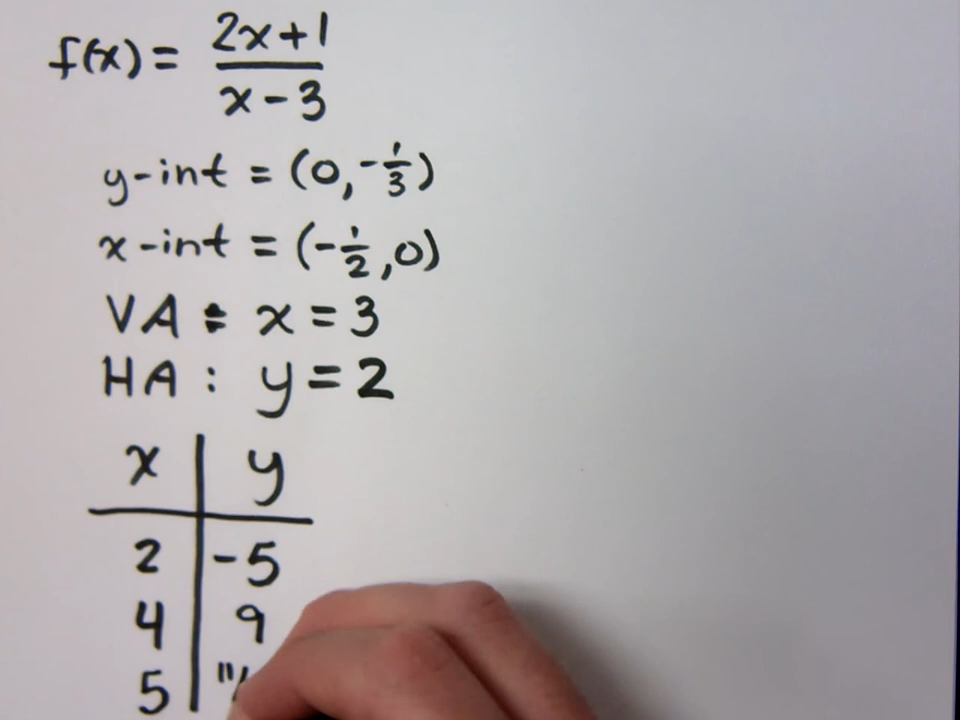 f(x) = 2x+1 / x-3
y-int = (0, -1/3)
x-int = (-1/2, 0)
VA: x = 3
HA: y = 2
x | y
2 | -5
4 | 9
5 | 11/